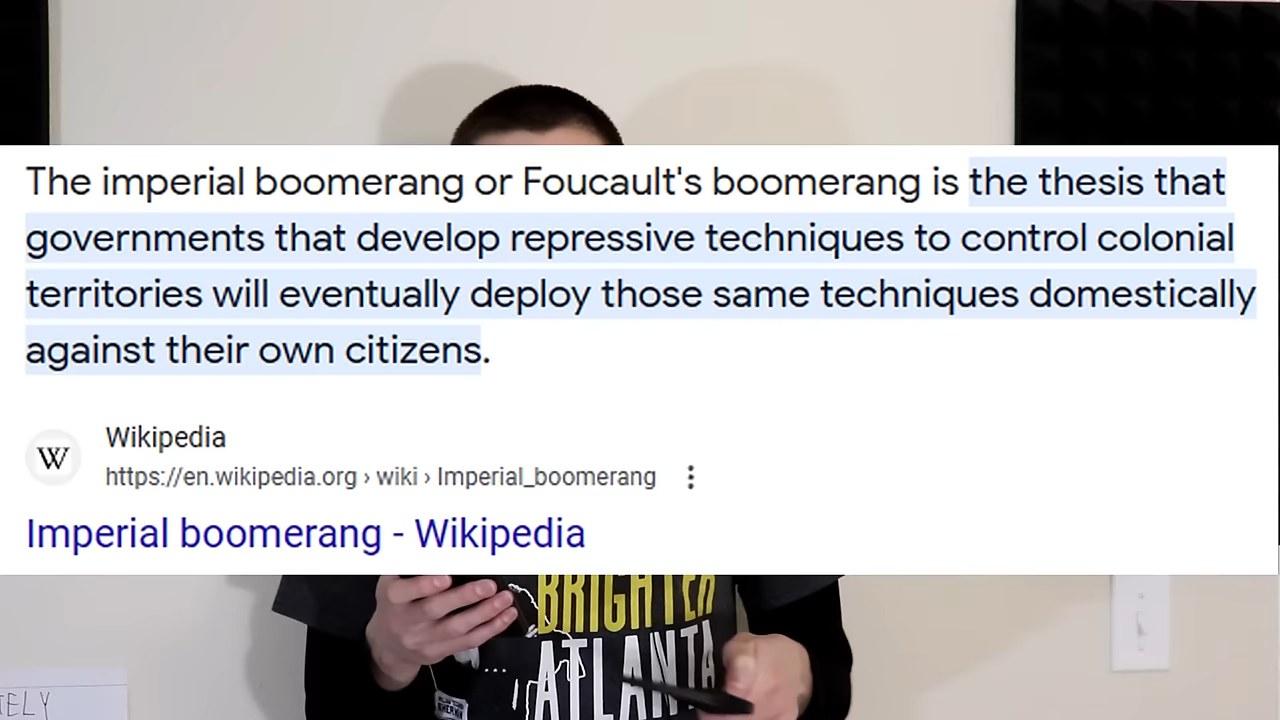 The imperial boomerang or Foucault's boomerang is the thesis that
governments that develop repressive techniques to control colonial
territories will eventually deploy those same techniques domestically
against their own citizens.
W
Wikipedia
https://en.wikipedia.org › wiki › Imperial_boomerang
Imperial boomerang - Wikipedia
BRIGHTER
ATLANTA
TELY